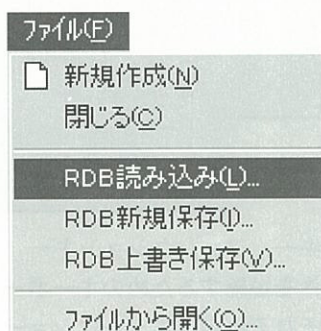 ファイル(F)
新規作成(N)
閉じる(C)
RDB読み込み(L)...
RDB新規保存(I)...
RDB上書き保存(V)...
ファイルから開く(O)...